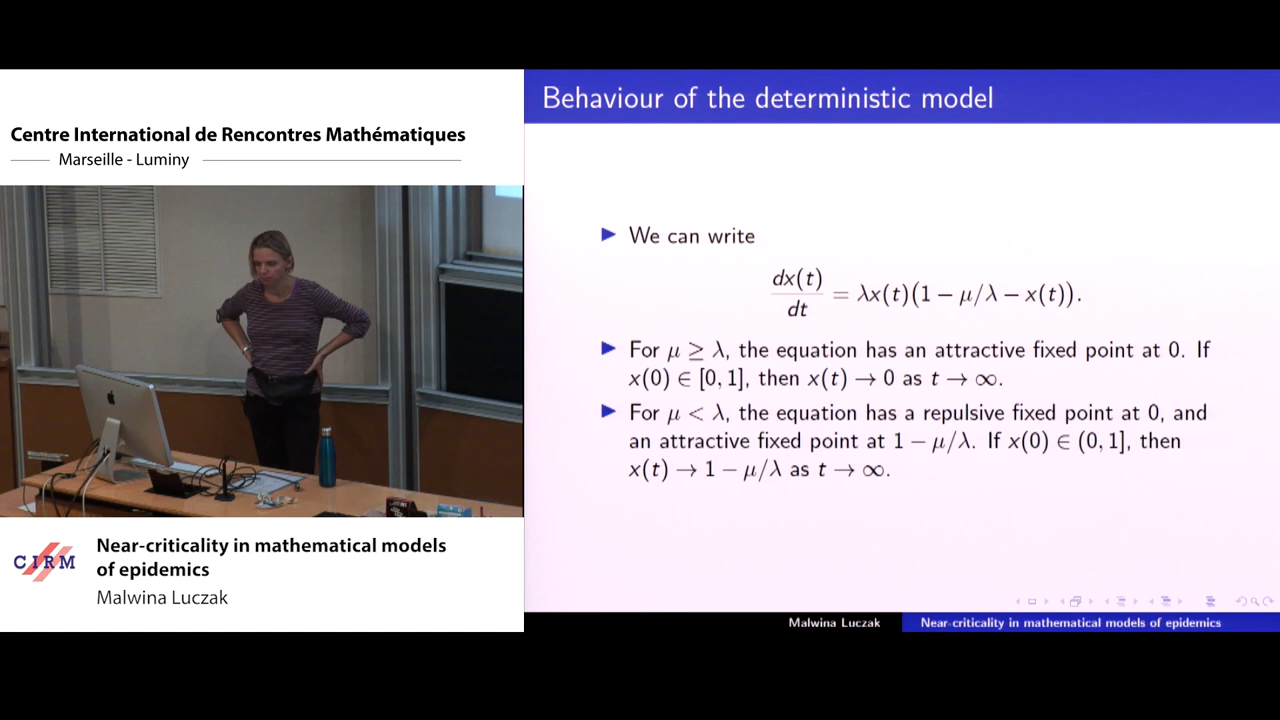 Centre International de Rencontres Mathématiques
Marseille - Luminy
CIRM
Near-criticality in mathematical models
of epidemics
Malwina Luczak
Behaviour of the deterministic model
▶ We can write
dx(t)/dt = λx(t)(1 − μ/λ − x(t)).
▶ For μ ≥ λ, the equation has an attractive fixed point at 0. If
x(0) ∈ [0, 1], then x(t) → 0 as t → ∞.
▶ For μ < λ, the equation has a repulsive fixed point at 0, and
an attractive fixed point at 1 − μ/λ. If x(0) ∈ (0, 1], then
x(t) → 1 − μ/λ as t → ∞.
Malwina Luczak
Near-criticality in mathematical models of epidemics